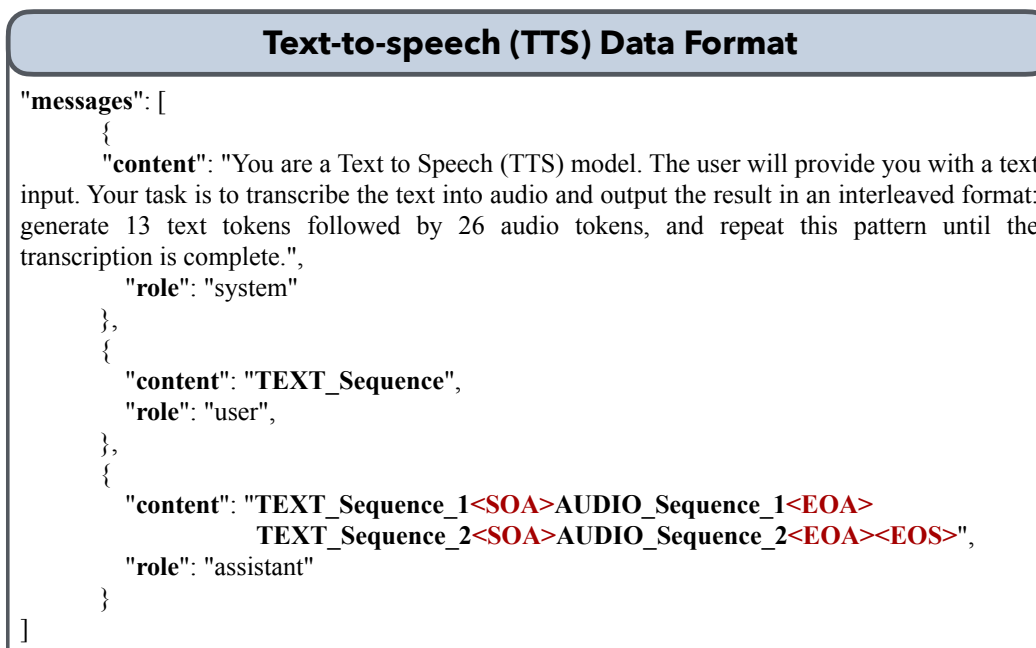 Text-to-speech (TTS) Data Format
"messages": [
{
"content": "You are a Text to Speech (TTS) model. The user will provide you with a text
input. Your task is to transcribe the text into audio and output the result in an interleaved format:
generate 13 text tokens followed by 26 audio tokens, and repeat this pattern until the
transcription is complete.",
"role": "system"
},
{
"content": "TEXT_Sequence",
"role": "user",
},
{
"content": "TEXT_Sequence_1<SOA>AUDIO_Sequence_1<EOA>
TEXT_Sequence_2<SOA>AUDIO_Sequence_2<EOA><EOS>",
"role": "assistant"
}
]